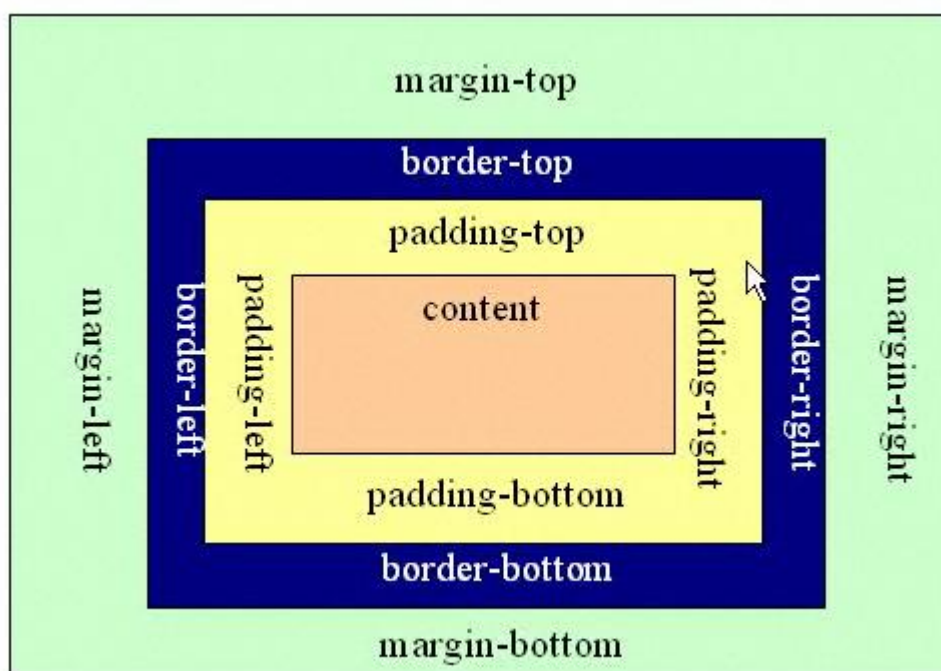 margin-top
border-top
padding-top
content
margin-left
border-left
padding-left
padding-right
border-right
margin-right
padding-bottom
border-bottom
margin-bottom